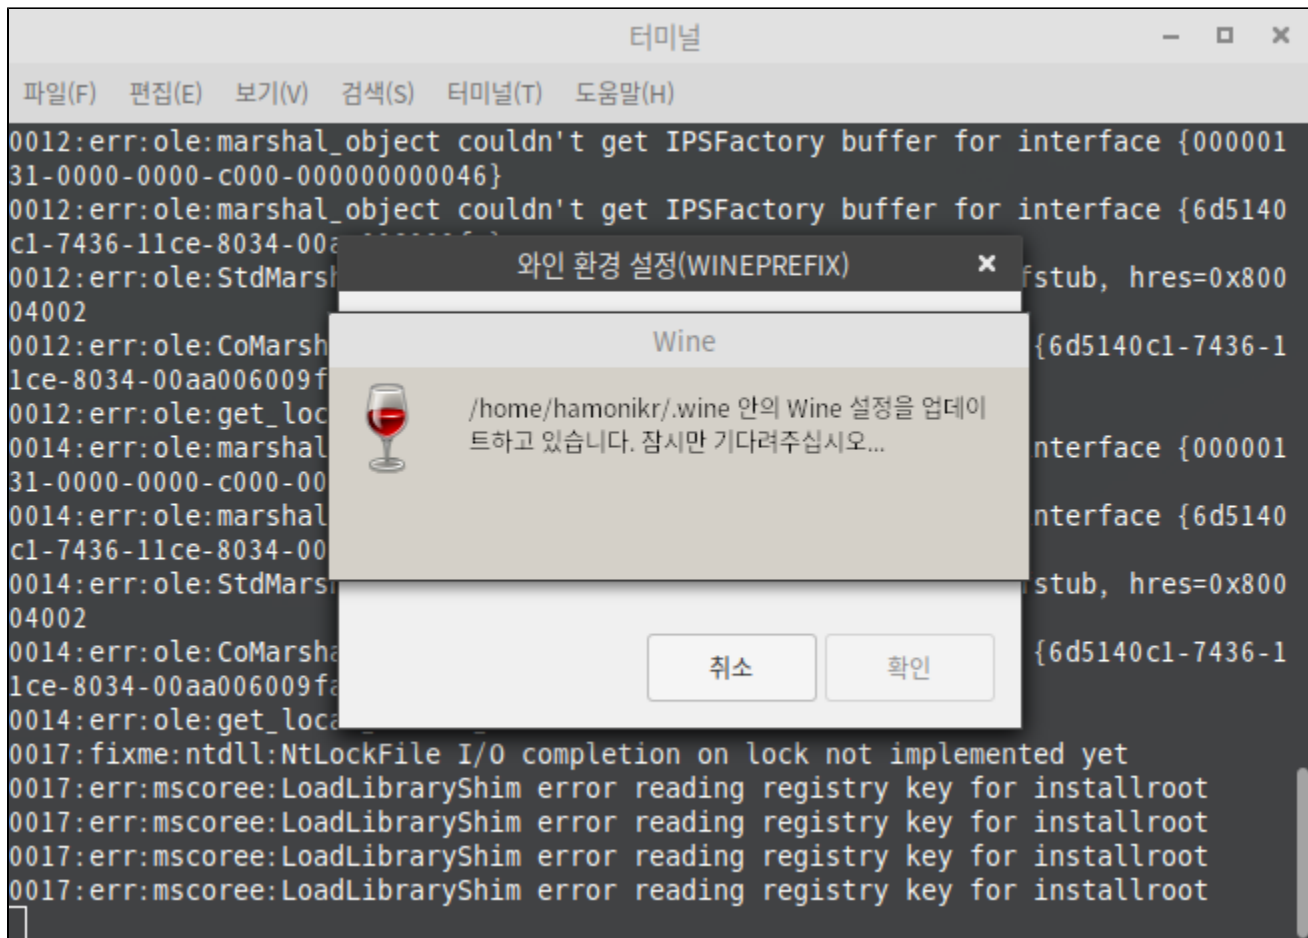 터미널
파일(F) 편집(E) 보기(V) 검색(S) 터미널(T) 도움말(H)
0012:err:ole:marshal_object couldn't get IPSFactory buffer for interface {000001
31-0000-0000-c000-000000000046}
0012:err:ole:marshal_object couldn't get IPSFactory buffer for interface {6d5140
c1-7436-11ce-8034-00a
0012:err:ole:StdMarsh fstub, hres=0x800
04002
0012:err:ole:CoMarsh {6d5140c1-7436-1
1ce-8034-00aa006009f
0012:err:ole:get_loc
0014:err:ole:marshal nterface {000001
31-0000-0000-c000-00
0014:err:ole:marshal nterface {6d5140
c1-7436-11ce-8034-00
0014:err:ole:StdMars stub, hres=0x800
04002
0014:err:ole:CoMarsha {6d5140c1-7436-1
1ce-8034-00aa006009fa
0014:err:ole:get_loca
0017:fixme:ntdll:NtLockFile I/O completion on lock not implemented yet
0017:err:mscoree:LoadLibraryShim error reading registry key for installroot
0017:err:mscoree:LoadLibraryShim error reading registry key for installroot
0017:err:mscoree:LoadLibraryShim error reading registry key for installroot
0017:err:mscoree:LoadLibraryShim error reading registry key for installroot
와인 환경 설정(WINEPREFIX)
Wine
/home/hamonikr/.wine 안의 Wine 설정을 업데이
트하고 있습니다. 잠시만 기다려주십시오...
취소 확인